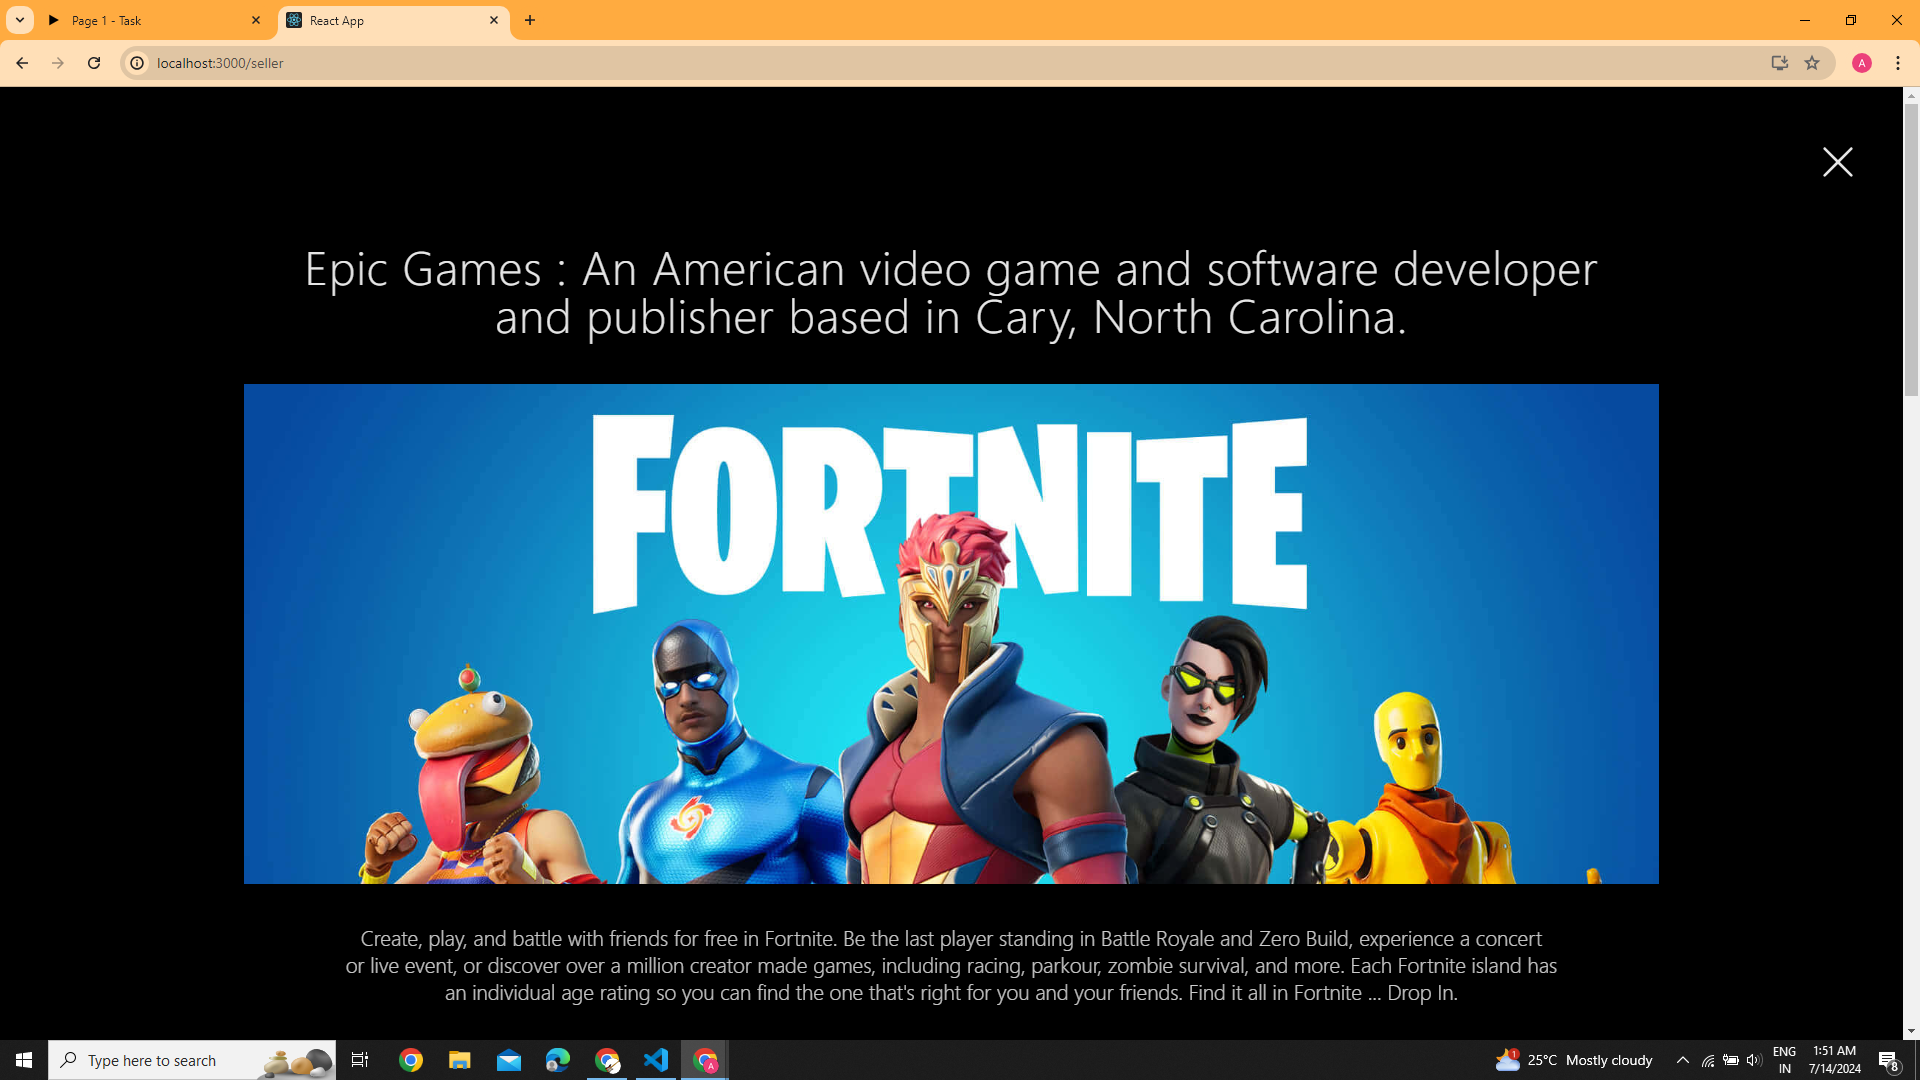 Page 1 - Task
React App
localhost:3000/seller
A
Epic Games : An American video game and software developer
and publisher based in Cary, North Carolina.
FORTNITE
Create, play, and battle with friends for free in Fortnite. Be the last player standing in Battle Royale and Zero Build, experience a concert
or live event, or discover over a million creator made games, including racing, parkour, zombie survival, and more. Each Fortnite island has
an individual age rating so you can find the one that's right for you and your friends. Find it all in Fortnite ... Drop In.
Type here to search
A
1
25°C Mostly cloudy
ENG
IN
1:51 AM
7/14/2024
8